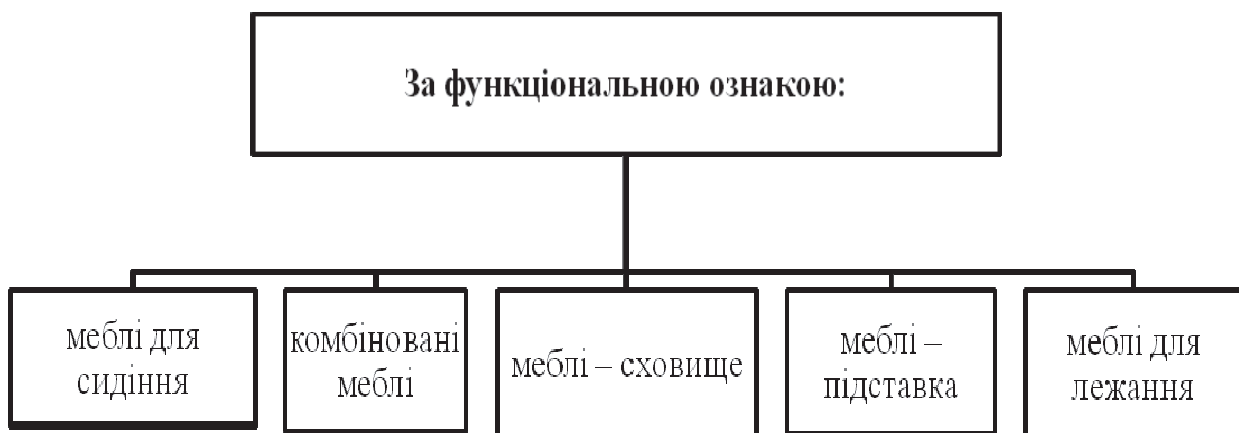 За функціональною ознакою:
меблі для
сидіння
комбіновані
меблі
меблі – сховище
меблі –
підставка
меблі для
лежання